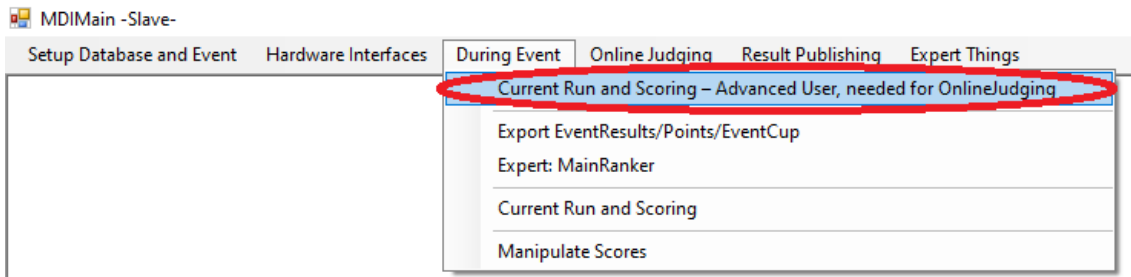 MDIMain -Slave-
Setup Database and Event Hardware Interfaces During Event Online Judging Result Publishing Expert Things
Current Run and Scoring – Advanced User, needed for OnlineJudging
Export EventResults/Points/EventCup
Expert: MainRanker
Current Run and Scoring
Manipulate Scores